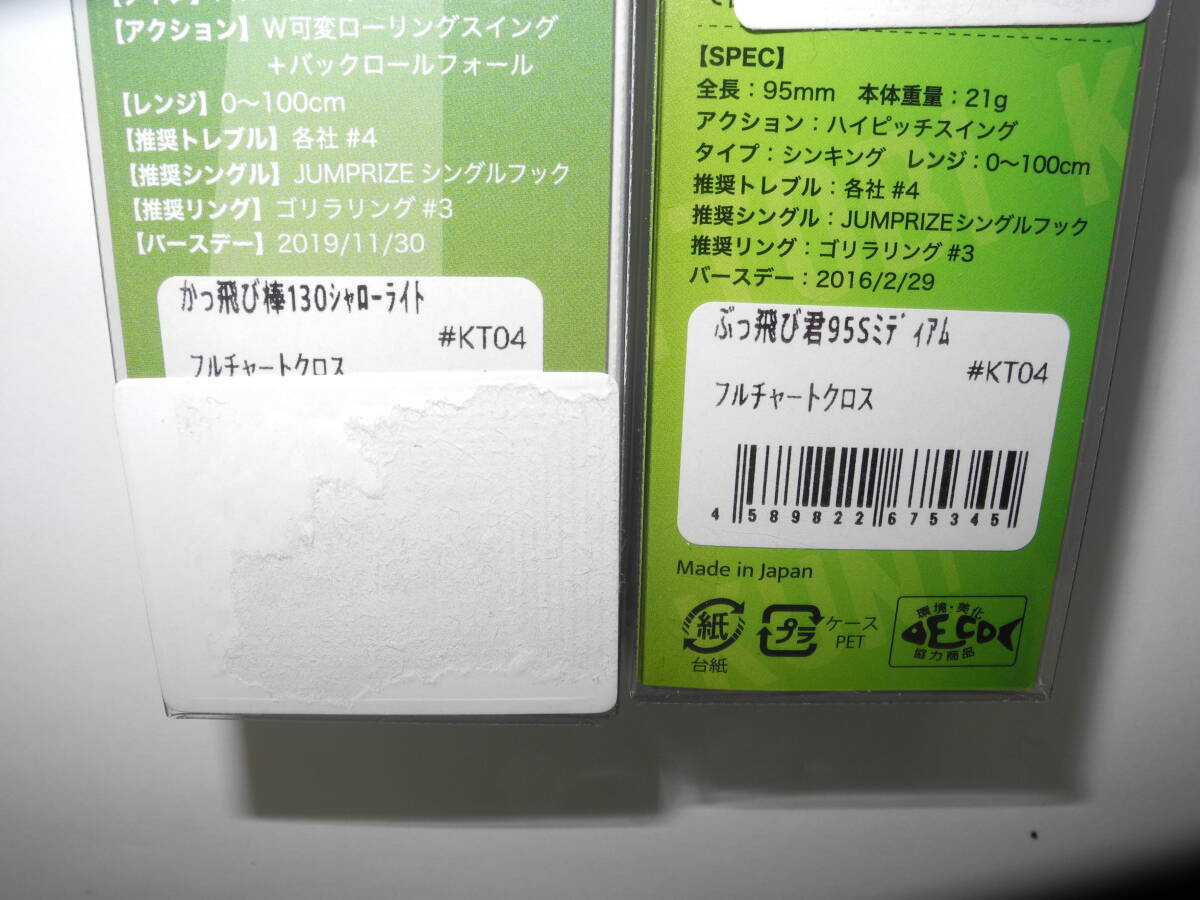 【アクション】W可変ローリングスイング
＋バックロールフォール
【レンジ】0〜100cm
【推奨トレブル】各社 #4
【推奨シングル】JUMPRIZE シングルフック
【推奨リング】ゴリラリング #3
【バースデー】2019/11/30
かっ飛び棒130ｼｬﾛｰﾗｲﾄ
#KT04
フルチャートクロス
【SPEC】
全長：95mm 本体重量：21g
アクション：ハイピッチスイング
タイプ：シンキング レンジ：0〜100cm
推奨トレブル：各社 #4
推奨シングル：JUMPRIZEシングルフック
推奨リング：ゴリラリング #3
バースデー：2016/2/29
ぶっ飛び君95Sﾐﾃﾞｨｱﾑ
#KT04
フルチャートクロス
4 589822 675345
Made in Japan
紙
台紙
プラ
ケース
PET
環境・美化
ECO
協力商品